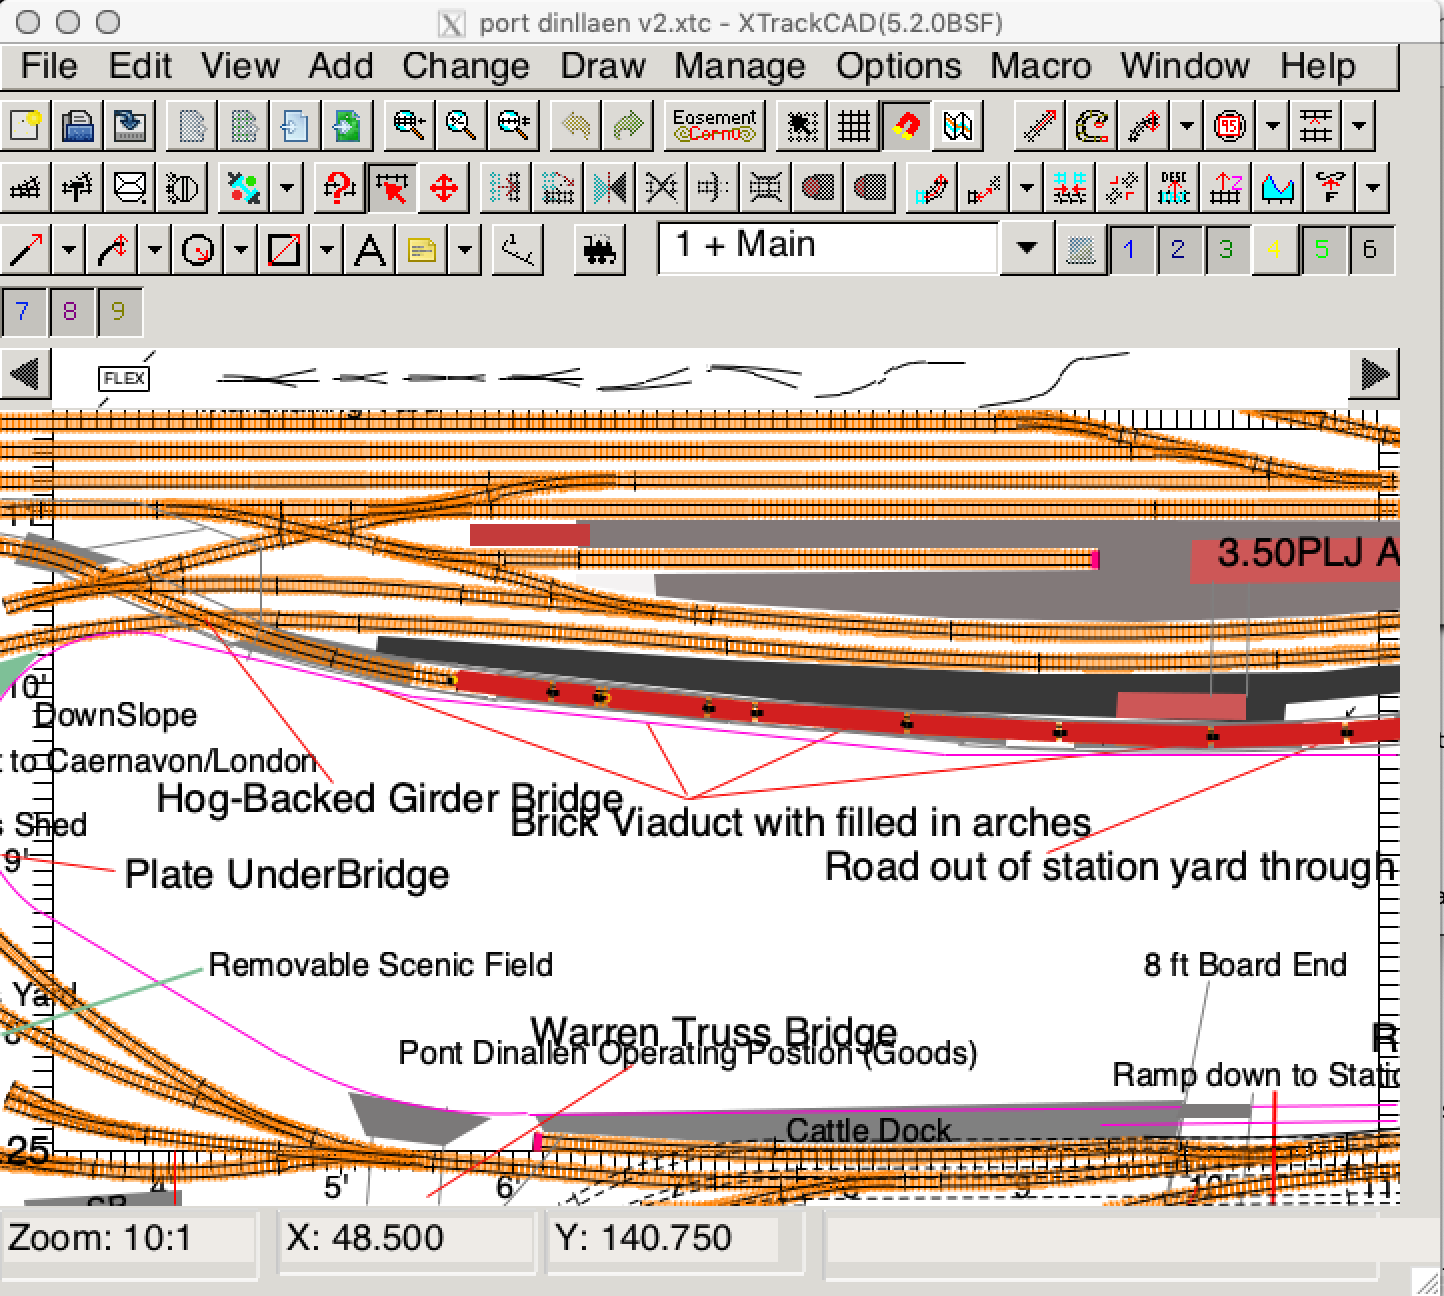 port dinllaen v2.xtc - XTrackCAD(5.2.0BSF)
File Edit View Add Change Draw Manage Options Macro Window Help
Easement
Cornu
95
DESC
Z
F
A
1 + Main
1 2 3 4 5 6
7 8 9
FLEX
3.50PLJ A
10'
DownSlope
t to Caernavon/London
Hog-Backed Girder Bridge
Brick Viaduct with filled in arches
s Shed
9'
Plate UnderBridge
Road out of station yard through
Removable Scenic Field
8 ft Board End
Yard
Warren Truss Bridge
R
Pont Dinallen Operating Postion (Goods)
Ramp down to Static
Cattle Dock
25
4' 5' 6' 9' 10' 11
Zoom: 10:1 X: 48.500 Y: 140.750